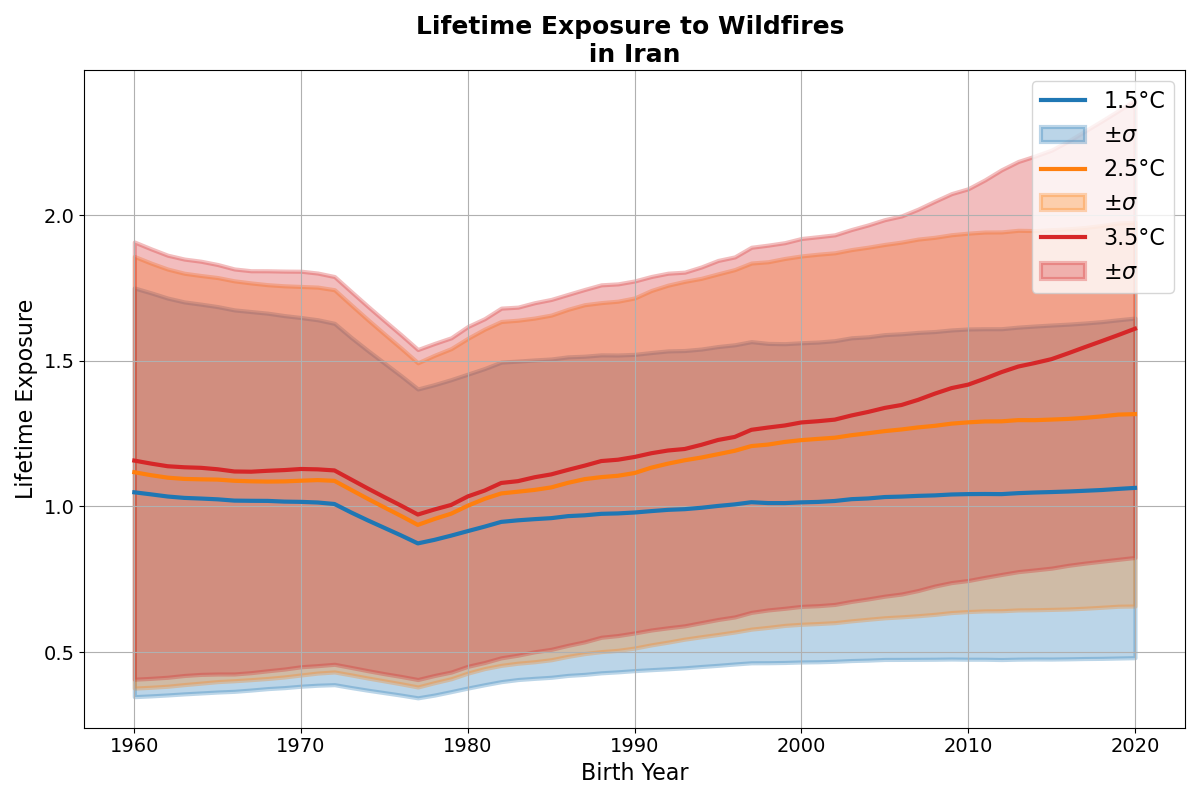 Lifetime Exposure to Wildfires
in Iran
Lifetime Exposure
2.0
1.5
1.0
0.5
1960 1970 1980 1990 2000 2010 2020
Birth Year
1.5°C
±σ
2.5°C
±σ
3.5°C
±σ